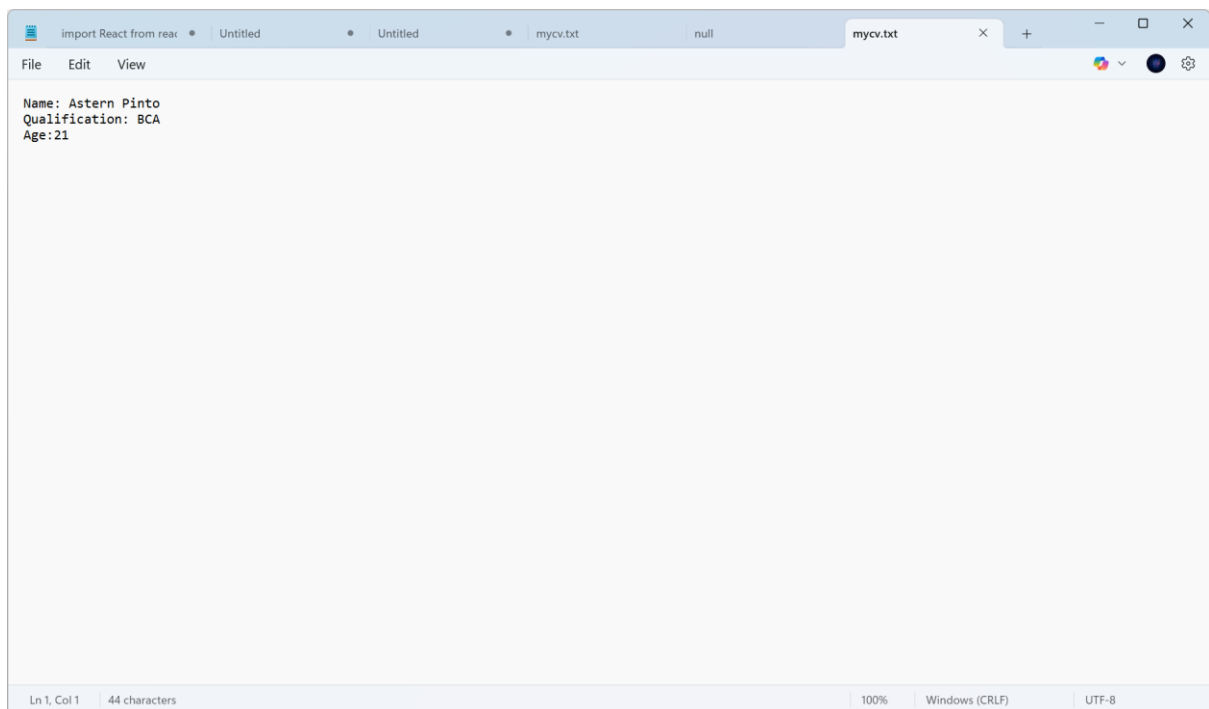 import React from reac
Untitled
Untitled
mycv.txt
null
mycv.txt
File Edit View
Name: Astern Pinto
Qualification: BCA
Age:21
Ln 1, Col 1 44 characters 100% Windows (CRLF) UTF-8